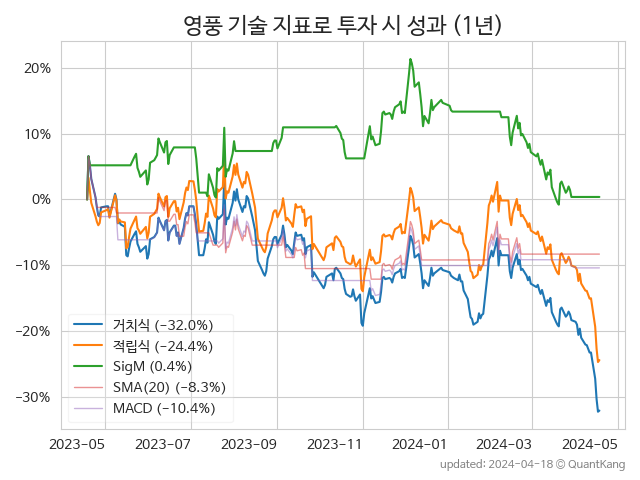 영풍 기술 지표로 투자 시 성과 (1년)
20%
10%
0%
−10%
−20%
−30%
거치식 (−32.0%)
적립식 (−24.4%)
SigM (0.4%)
SMA(20) (−8.3%)
MACD (−10.4%)
2023-05 2023-07 2023-09 2023-11 2024-01 2024-03 2024-05
updated: 2024-04-18 © QuantKang